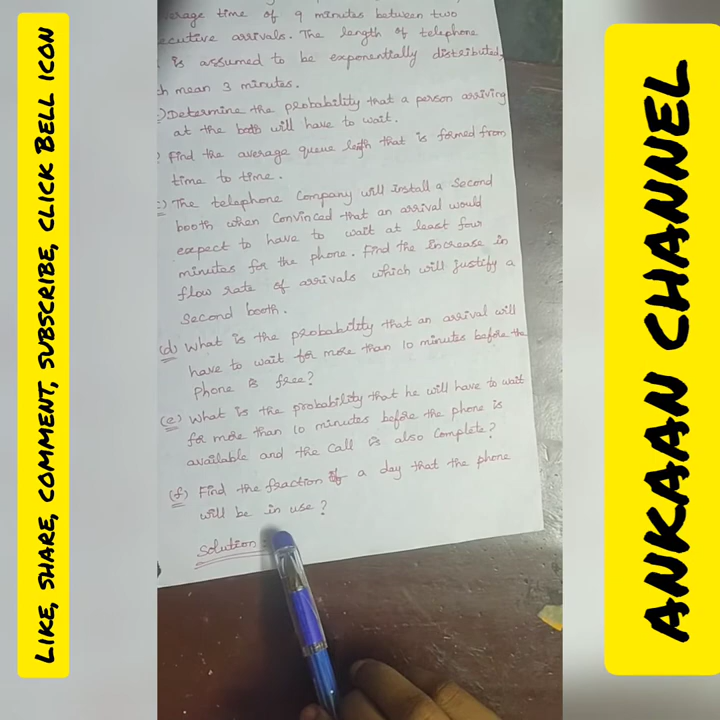 LIKE, SHARE, COMMENT, SUBSCRIBE, CLICK BELL ICON
erage time of 9 minutes between two
ecutive arrivals. The length of telephone
is assumed to be exponentially distributed,
th mean 3 minutes.
) Determine the probability that a person arriving
at the both will have to wait.
) Find the average queue length that is formed from
time to time.
) The telephone Company will install a Second
booth when Convinced that an arrival would
expect to have to wait at least four
minutes for the phone. Find the Increase in
flow rate of arrivals which will justify a
Second booth.
(d) What is the probability that an arrival will
have to wait for more than 10 minutes before the
Phone is free?
(e) What is the probability that he will have to wait
for more than 10 minutes before the phone is
available and the Call is also Complete?
(f) Find the fraction of a day that the phone
will be in use?
Solution:
ANKAAN CHANNEL